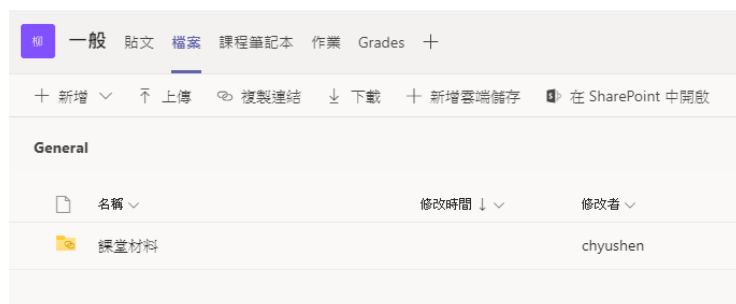 柳 一般 貼文 檔案 課程筆記本 作業 Grades
新增 上傳 複製連結 下載 新增雲端儲存 在 SharePoint 中開啟
General
名稱 修改時間 修改者
課堂材料 chyushen